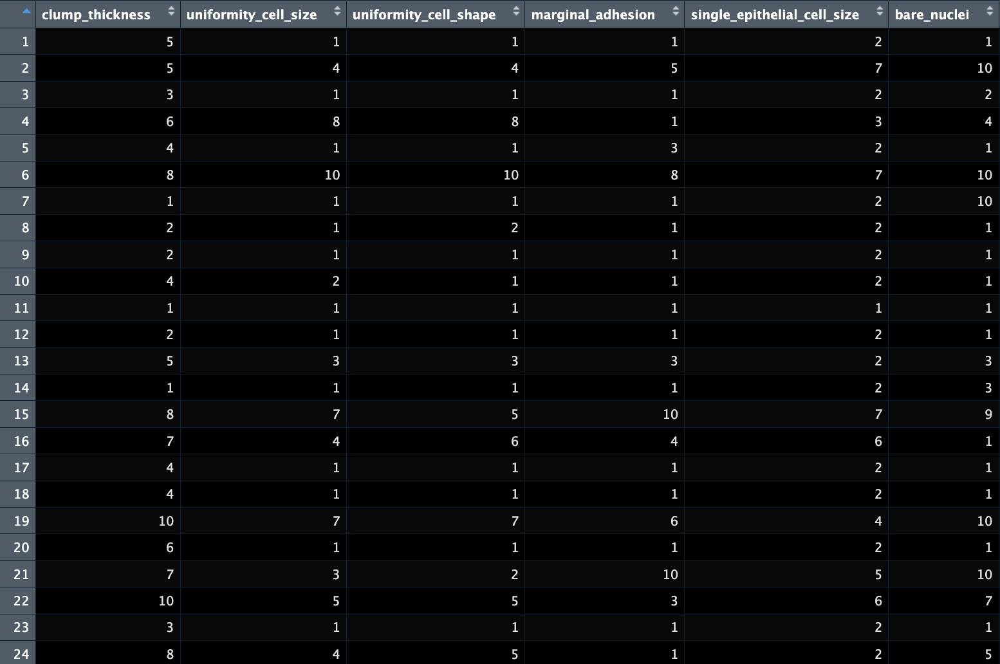 clump_thickness uniformity_cell_size uniformity_cell_shape marginal_adhesion single_epithelial_cell_size bare_nuclei
1 5 1 1 1 2 1
2 5 4 4 5 7 10
3 3 1 1 1 2 2
4 6 8 8 1 3 4
5 4 1 1 3 2 1
6 8 10 10 8 7 10
7 1 1 1 1 2 10
8 2 1 2 1 2 1
9 2 1 1 1 2 1
10 4 2 1 1 2 1
11 1 1 1 1 1 1
12 2 1 1 1 2 1
13 5 3 3 3 2 3
14 1 1 1 1 2 3
15 8 7 5 10 7 9
16 7 4 6 4 6 1
17 4 1 1 1 2 1
18 4 1 1 1 2 1
19 10 7 7 6 4 10
20 6 1 1 1 2 1
21 7 3 2 10 5 10
22 10 5 5 3 6 7
23 3 1 1 1 2 1
24 8 4 5 1 2 5